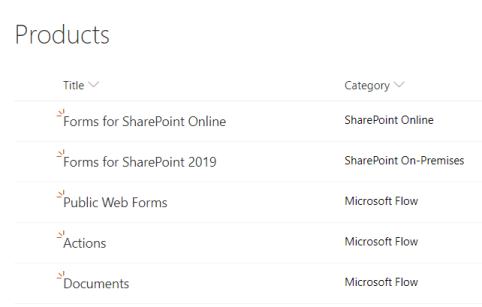 Products
Title Category
Forms for SharePoint Online SharePoint Online
Forms for SharePoint 2019 SharePoint On-Premises
Public Web Forms Microsoft Flow
Actions Microsoft Flow
Documents Microsoft Flow